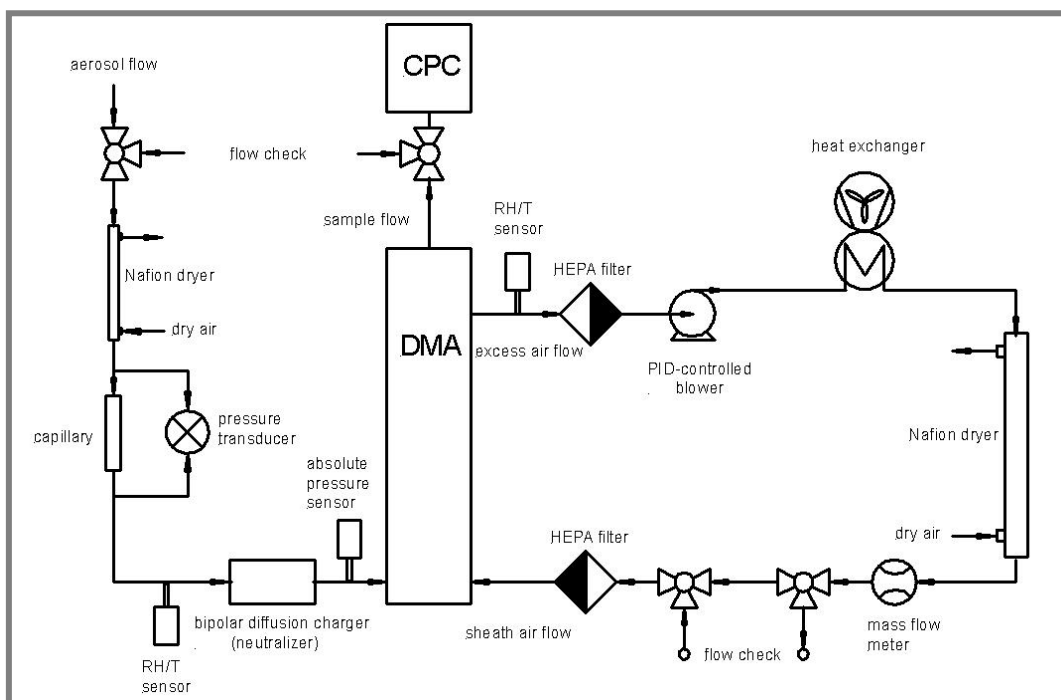 CPC
aerosol flow
flow check
heat exchanger
sample flow
RH/T
sensor
HEPA filter
Nafion dryer
dry air
DMA
excess air flow
PID-controlled
blower
capillary
pressure
transducer
Nafion dryer
absolute
pressure
sensor
dry air
HEPA filter
bipolar diffusion charger
(neutralizer)
sheath air flow
flow check
mass flow
meter
RH/T
sensor